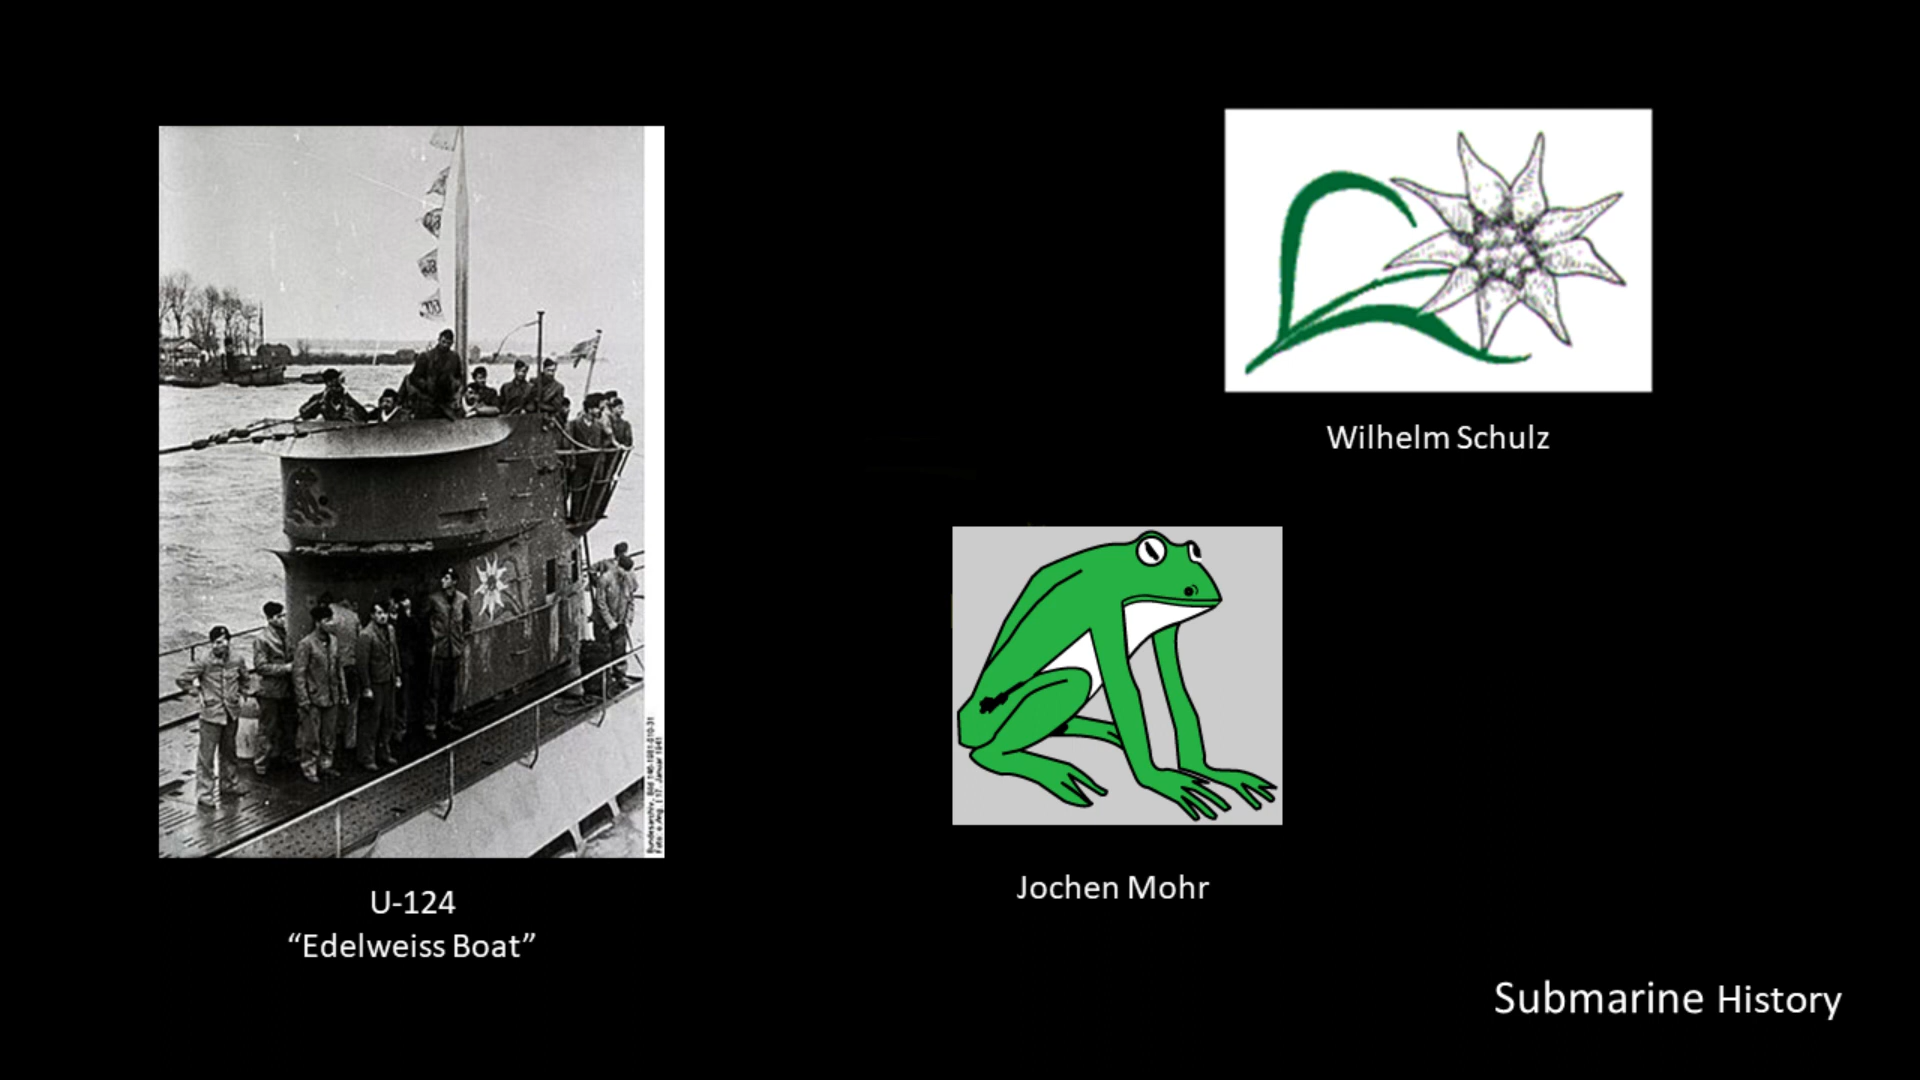 Wilhelm Schulz
Jochen Mohr
U-124
“Edelweiss Boat”
Submarine History